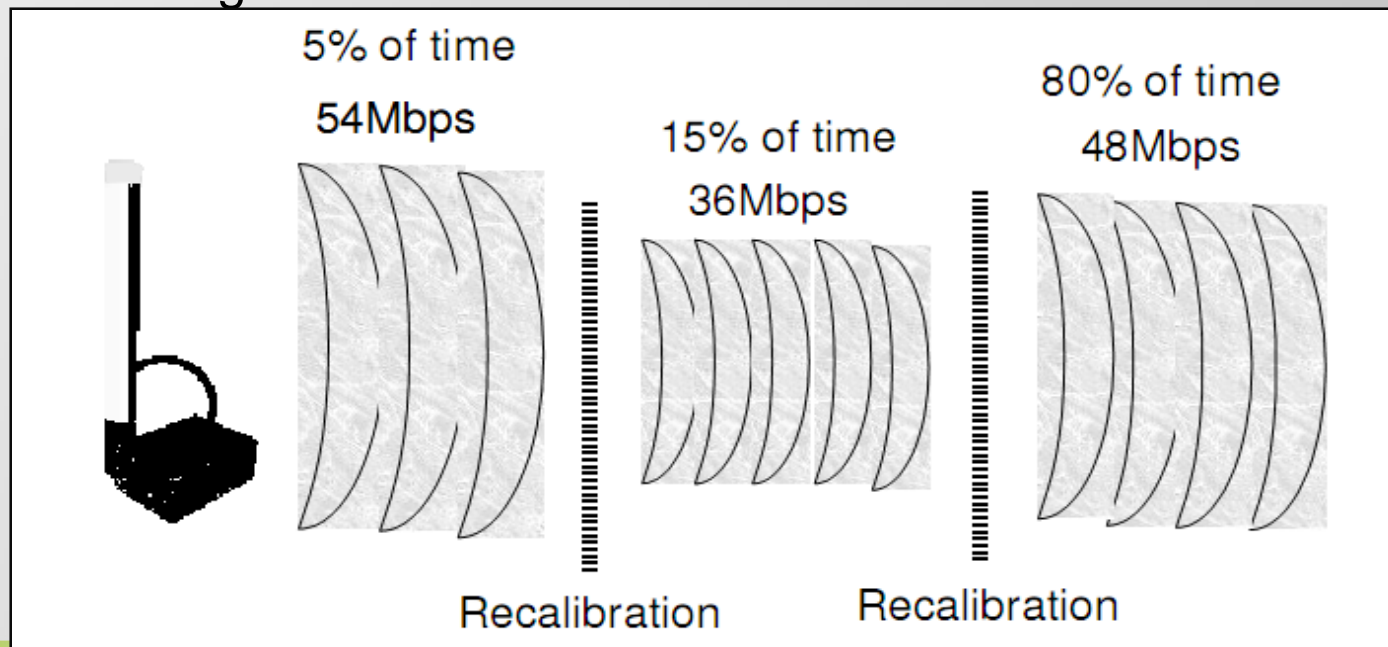 5% of time
54Mbps
15% of time
36Mbps
80% of time
48Mbps
Recalibration
Recalibration